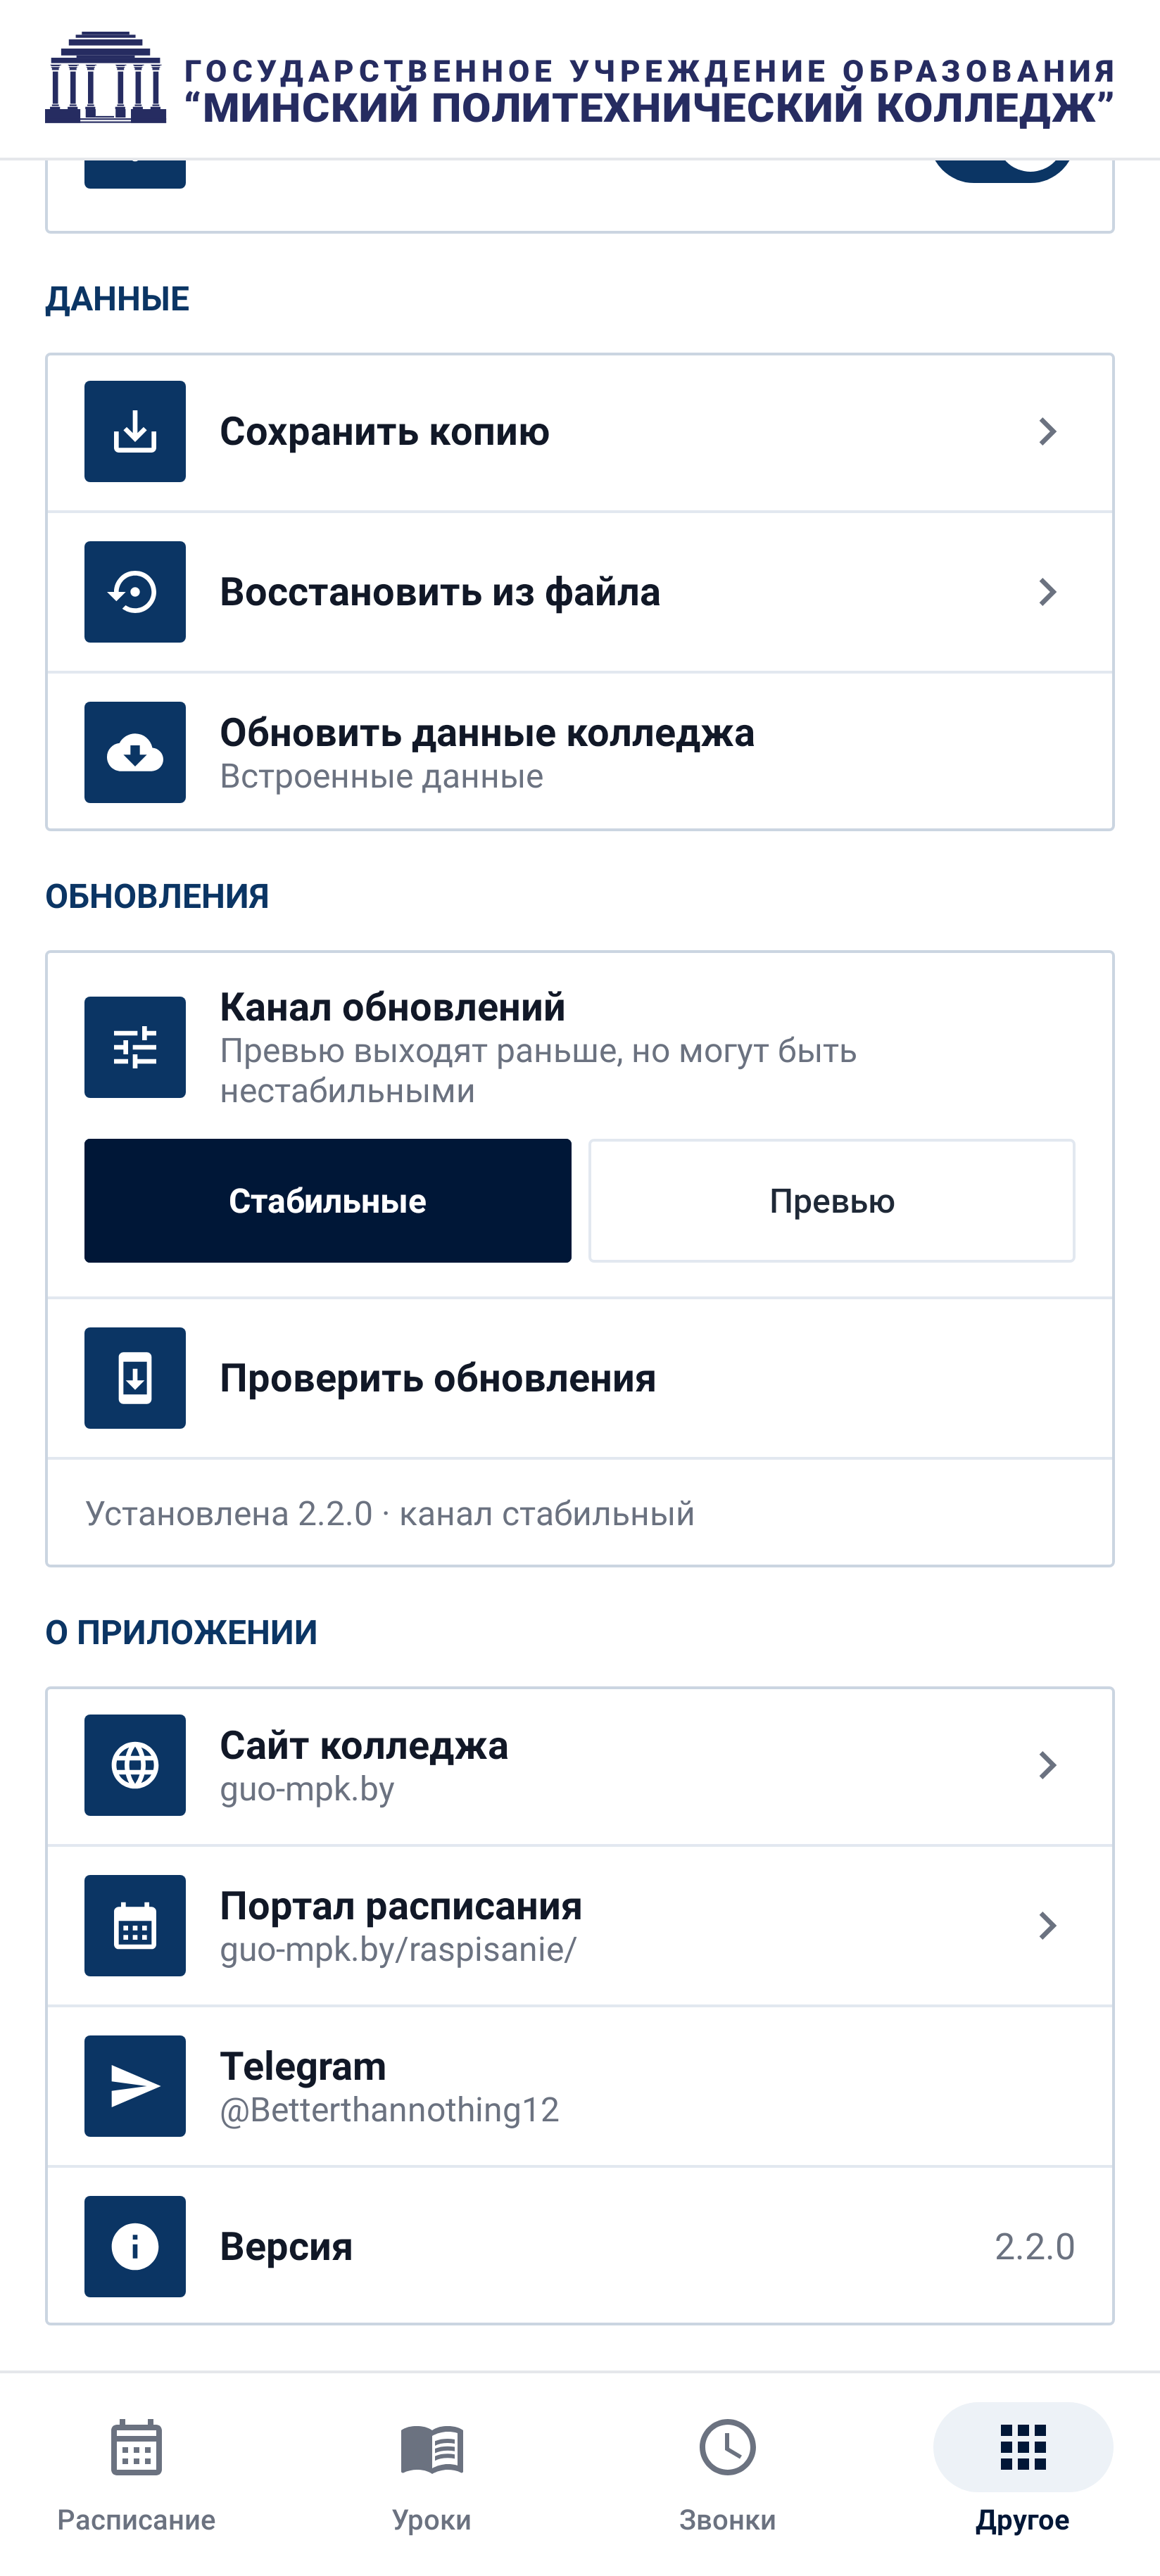 ГОСУДАРСТВЕННОЕ УЧРЕЖДЕНИЕ ОБРАЗОВАНИЯ
“МИНСКИЙ ПОЛИТЕХНИЧЕСКИЙ КОЛЛЕДЖ”
ДАННЫЕ
Сохранить копию
Восстановить из файла
Обновить данные колледжа
Встроенные данные
ОБНОВЛЕНИЯ
Канал обновлений
Превью выходят раньше, но могут быть
нестабильными
Стабильные
Превью
Проверить обновления
Установлена 2.2.0 · канал стабильный
О ПРИЛОЖЕНИИ
Сайт колледжа
guo-mpk.by
Портал расписания
guo-mpk.by/raspisanie/
Telegram
@Betterthannothing12
Версия
2.2.0
Расписание
Уроки
Звонки
Другое